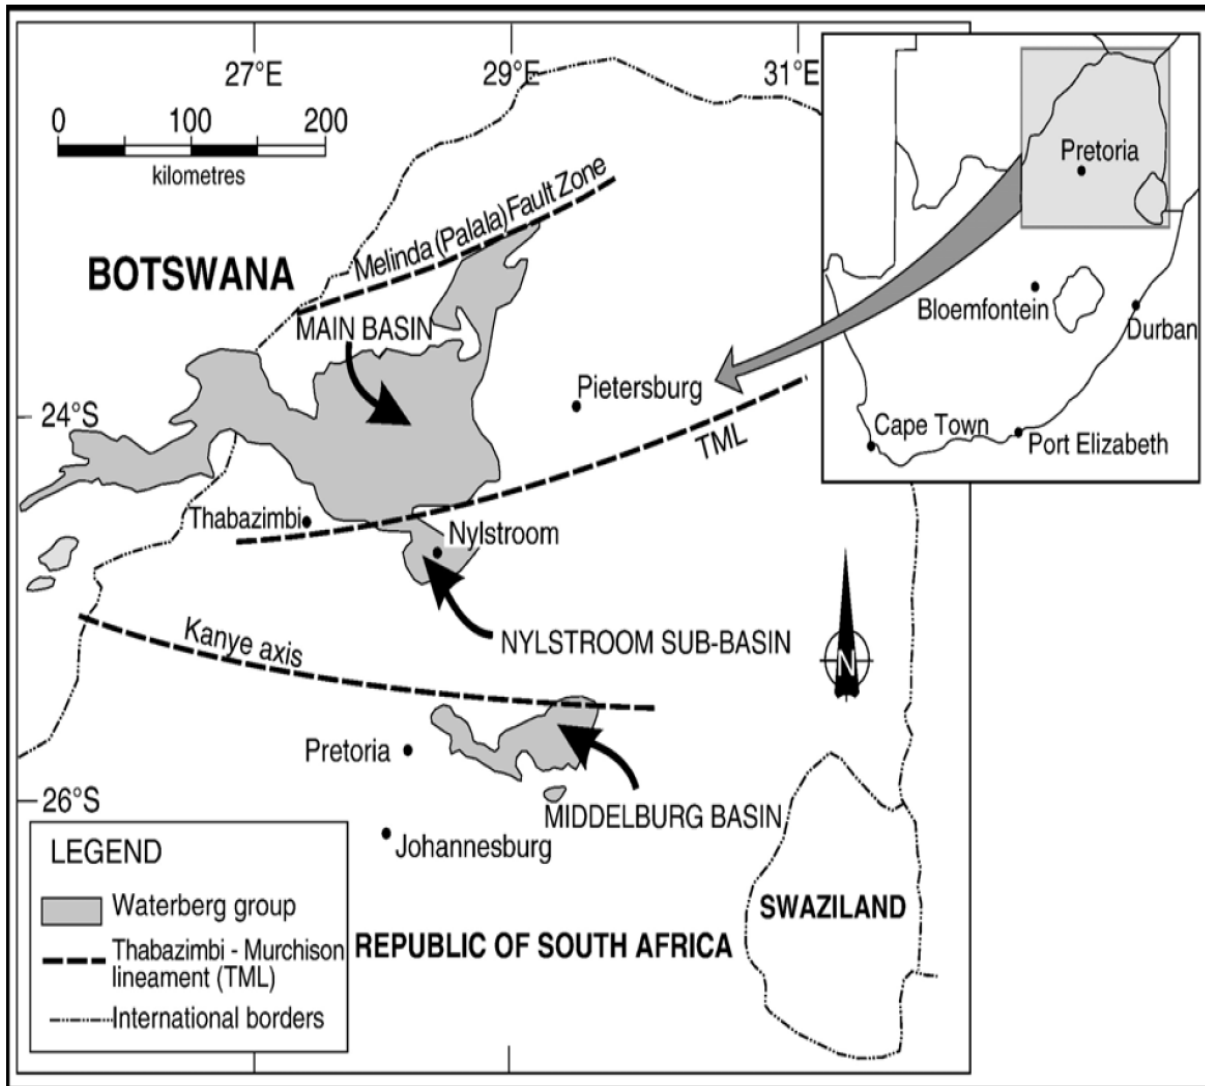 27°E
29°E
31°E
0 100 200
kilometres
Melinda (Palala) Fault Zone
BOTSWANA
MAIN BASIN
24°S
Pietersburg
TML
Thabazimbi
Nylstroom
NYLSTROOM SUB-BASIN
Kanye axis
N
Pretoria
26°S
MIDDELBURG BASIN
Johannesburg
SWAZILAND
REPUBLIC OF SOUTH AFRICA
LEGEND
Waterberg group
Thabazimbi - Murchison
lineament (TML)
International borders
Pretoria
Bloemfontein
Durban
Cape Town
Port Elizabeth